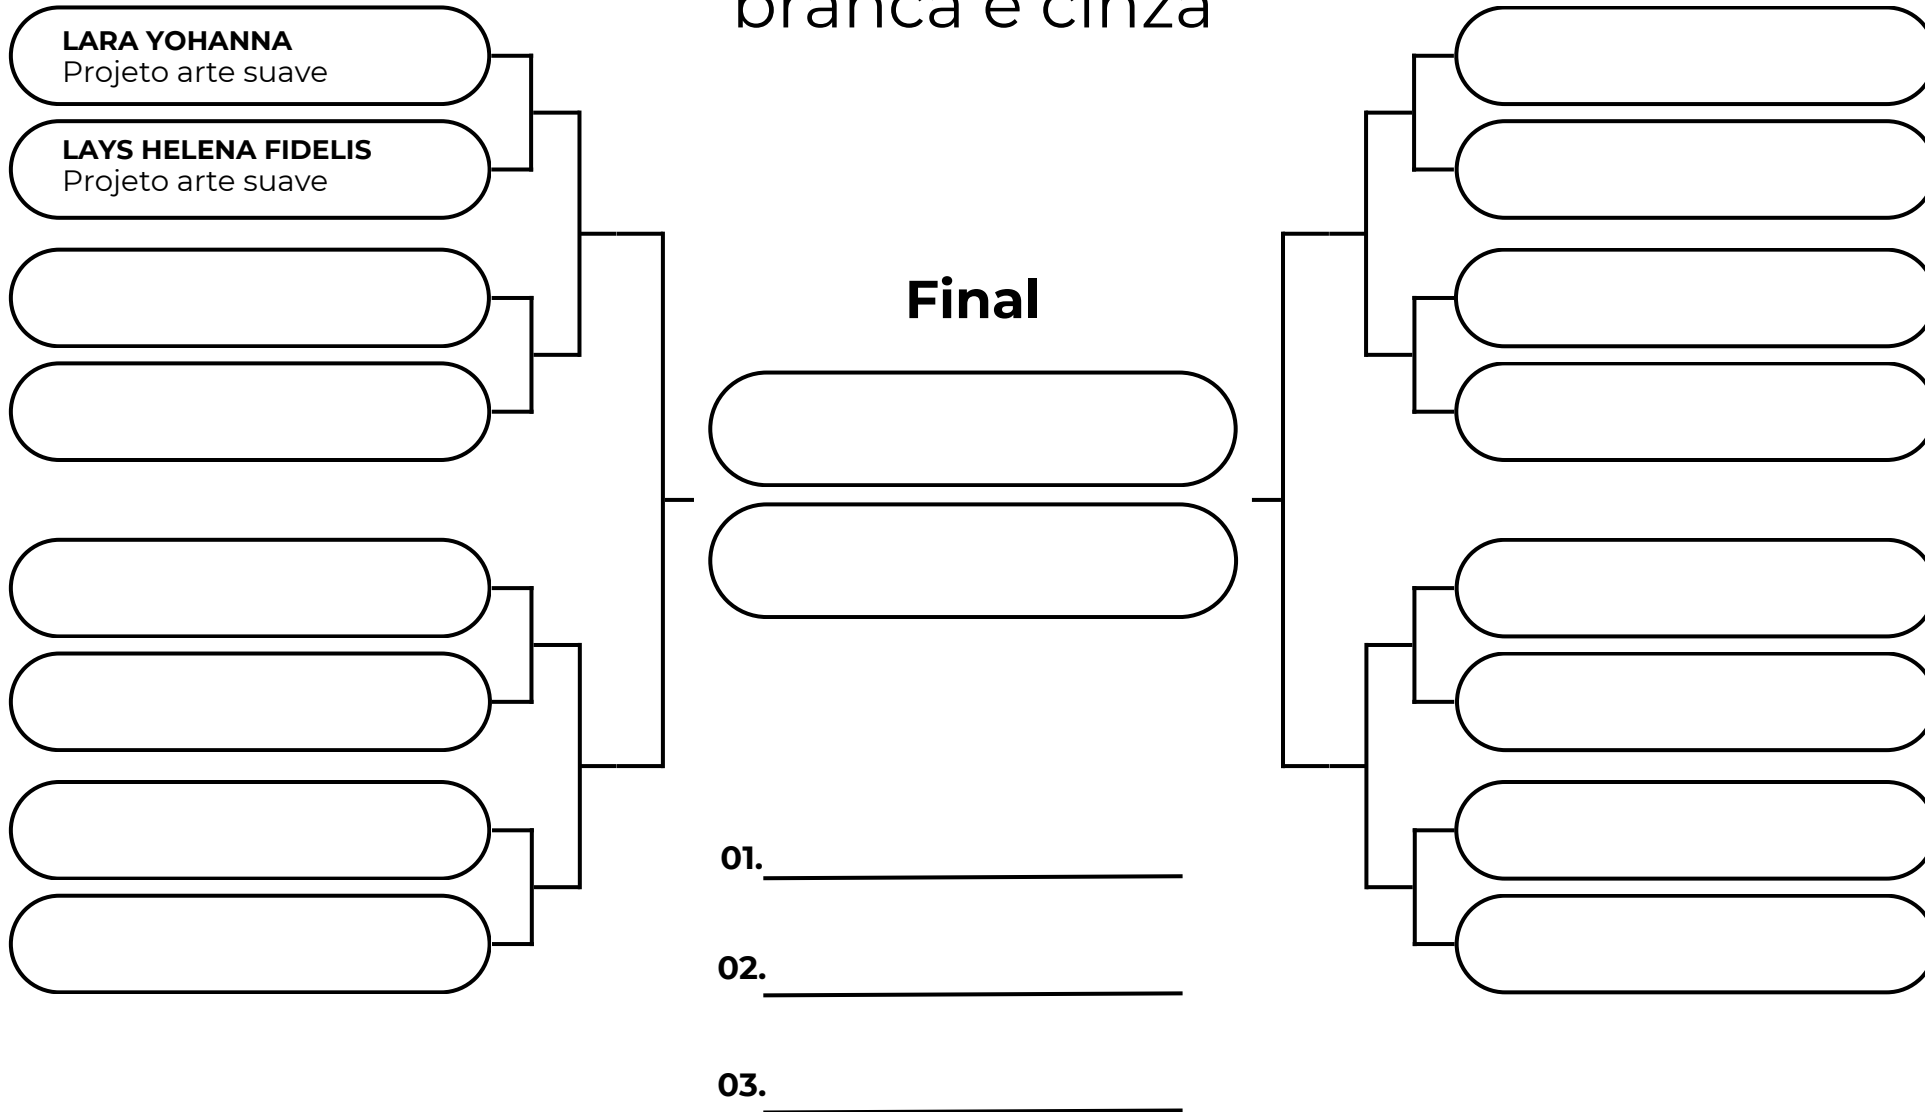 branca e cinza
LARA YOHANNA
Projeto arte suave
LAYS HELENA FIDELIS
Projeto arte suave
Final
01.
02.
03.